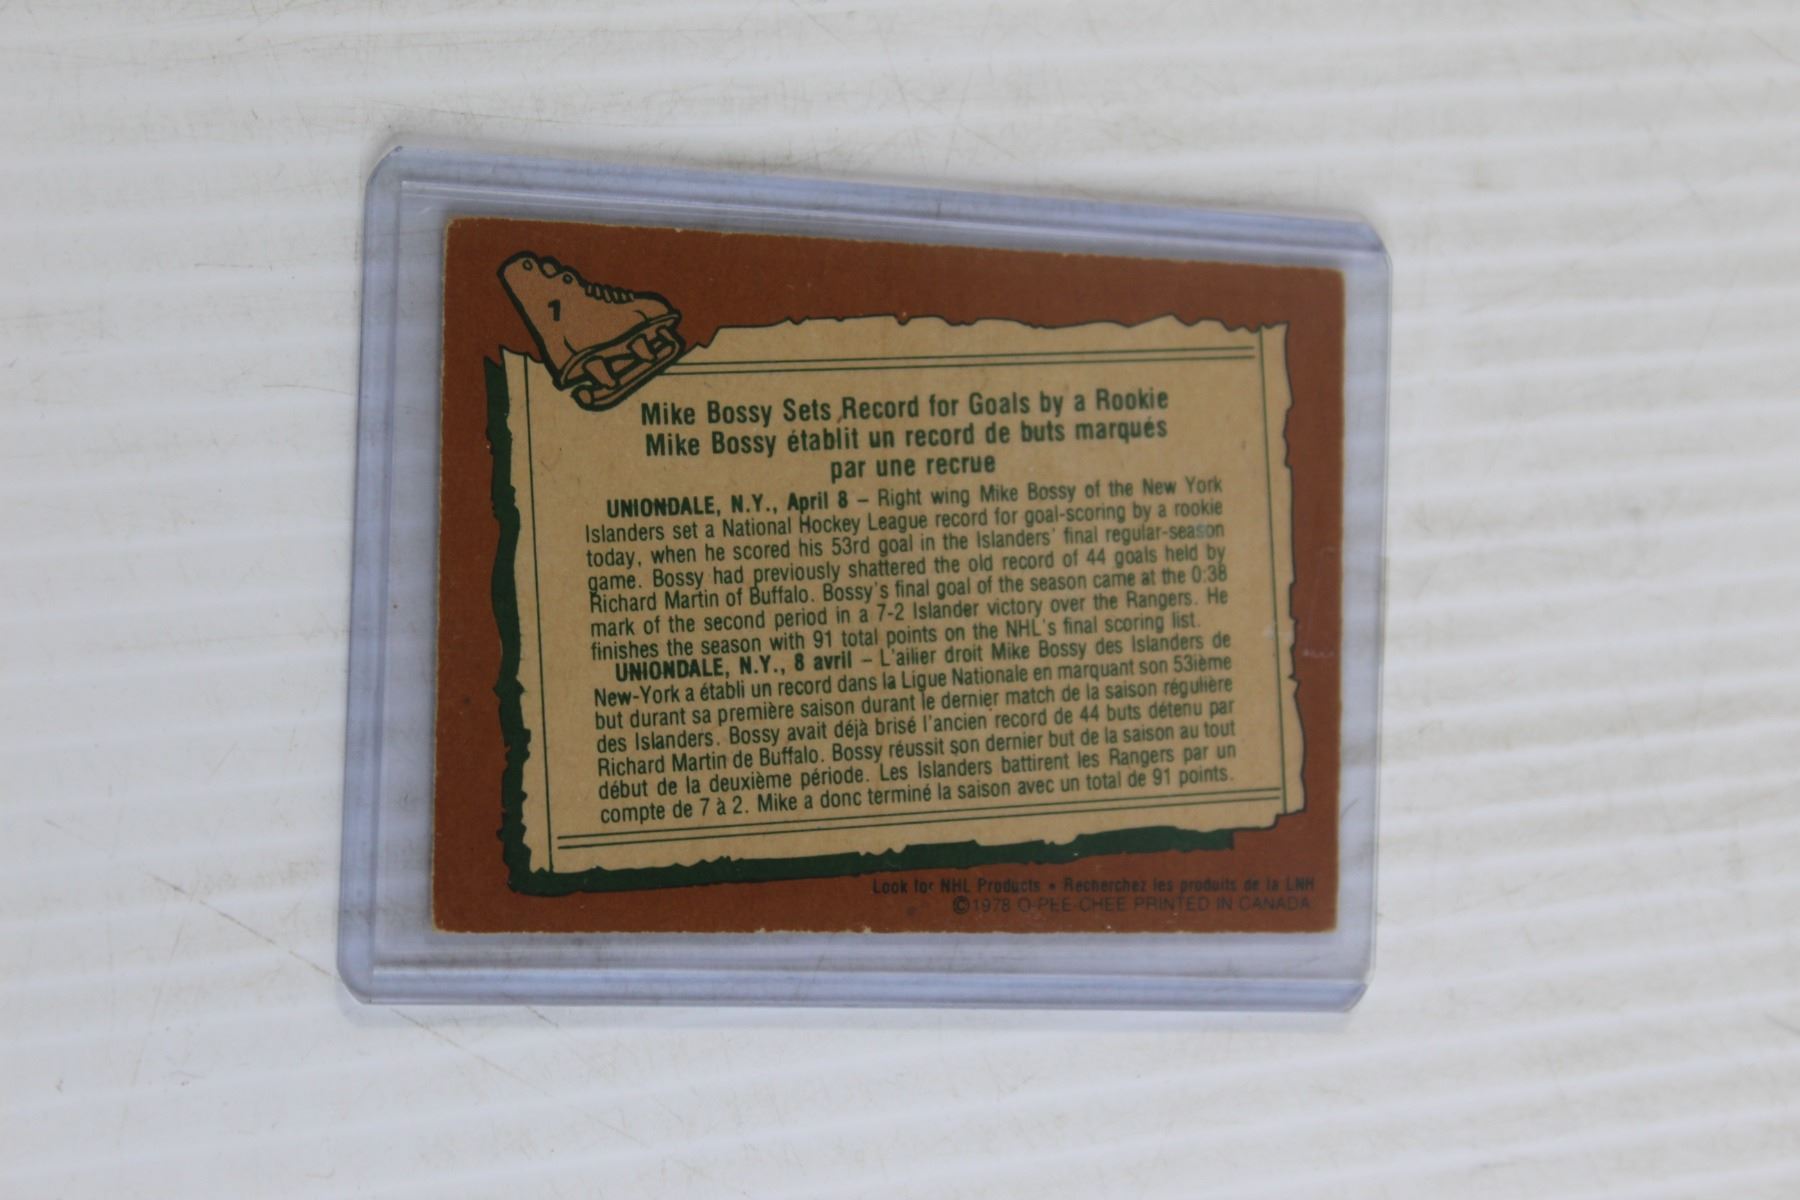 1
Mike Bossy Sets Record for Goals by a Rookie
Mike Bossy établit un record de buts marqués
par une recrue
UNIONDALE, N.Y., April 8 – Right wing Mike Bossy of the New York
Islanders set a National Hockey League record for goal-scoring by a rookie
today, when he scored his 53rd goal in the Islanders' final regular-season
game. Bossy had previously shattered the old record of 44 goals held by
Richard Martin of Buffalo. Bossy's final goal of the season came at the 0:38
mark of the second period in a 7-2 Islander victory over the Rangers. He
finishes the season with 91 total points on the NHL's final scoring list.
UNIONDALE, N.Y., 8 avril – L'ailier droit Mike Bossy des Islanders de
New-York a établi un record dans la Ligue Nationale en marquant son 53ième
but durant sa première saison durant le dernier match de la saison régulière
des Islanders. Bossy avait déjà brisé l'ancien record de 44 buts détenu par
Richard Martin de Buffalo. Bossy réussit son dernier but de la saison au tout
début de la deuxième période. Les Islanders battirent les Rangers par un
compte de 7 à 2. Mike a donc terminé la saison avec un total de 91 points.
Look for NHL Products • Recherchez les produits de la LNH
©1978 O-PEE-CHEE PRINTED IN CANADA